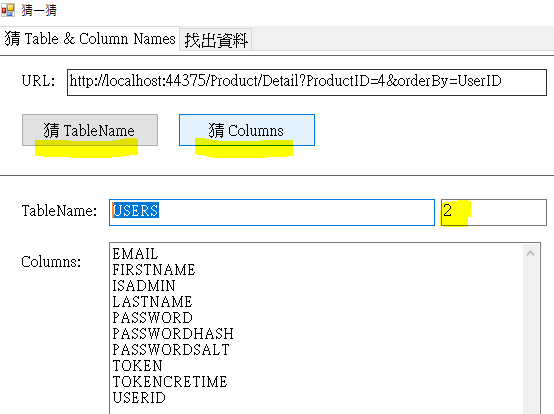 猜一猜
猜 Table & Column Names 找出資料
URL: http://localhost:44375/Product/Detail?ProductID=4&orderBy=UserID
猜 TableName 猜 Columns
TableName: USERS 2
Columns:
EMAIL
FIRSTNAME
ISADMIN
LASTNAME
PASSWORD
PASSWORDHASH
PASSWORDSALT
TOKEN
TOKENCRETIME
USERID